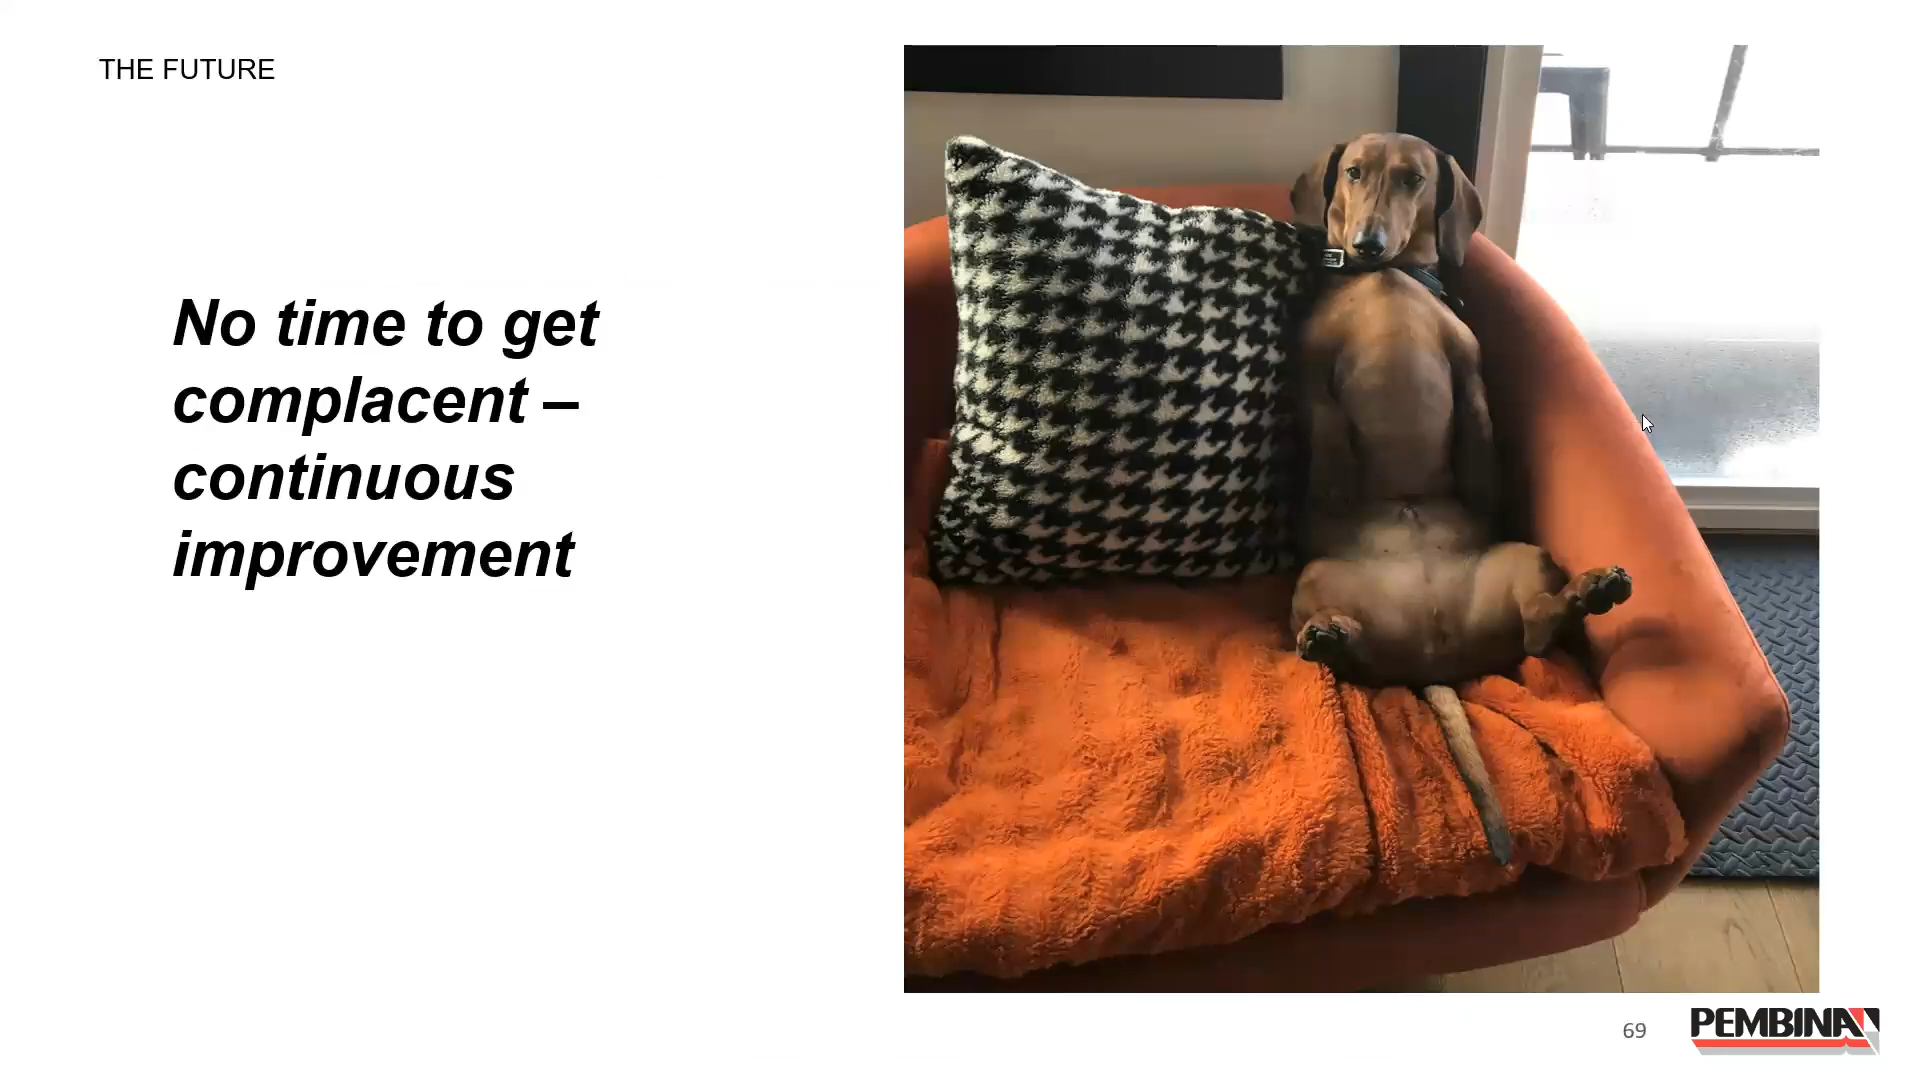 THE FUTURE
No time to get
complacent –
continuous
improvement
69
PEMBINA